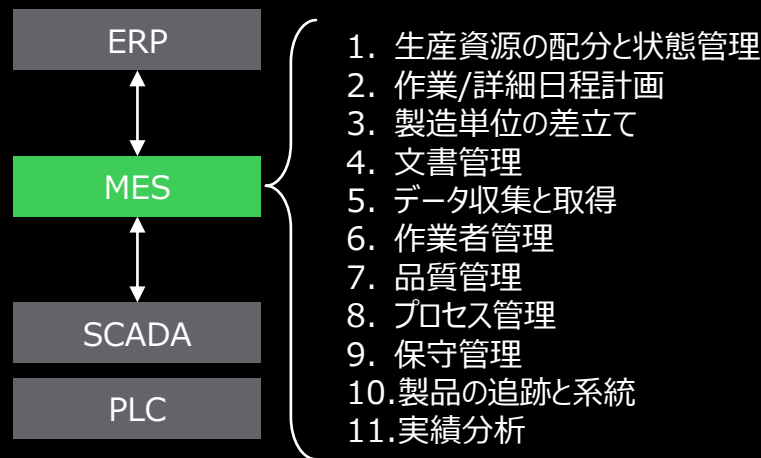 ERP
MES
SCADA
PLC
1. 生産資源の配分と状態管理
2. 作業/詳細日程計画
3. 製造単位の差立て
4. 文書管理
5. データ収集と取得
6. 作業者管理
7. 品質管理
8. プロセス管理
9. 保守管理
10.製品の追跡と系統
11.実績分析